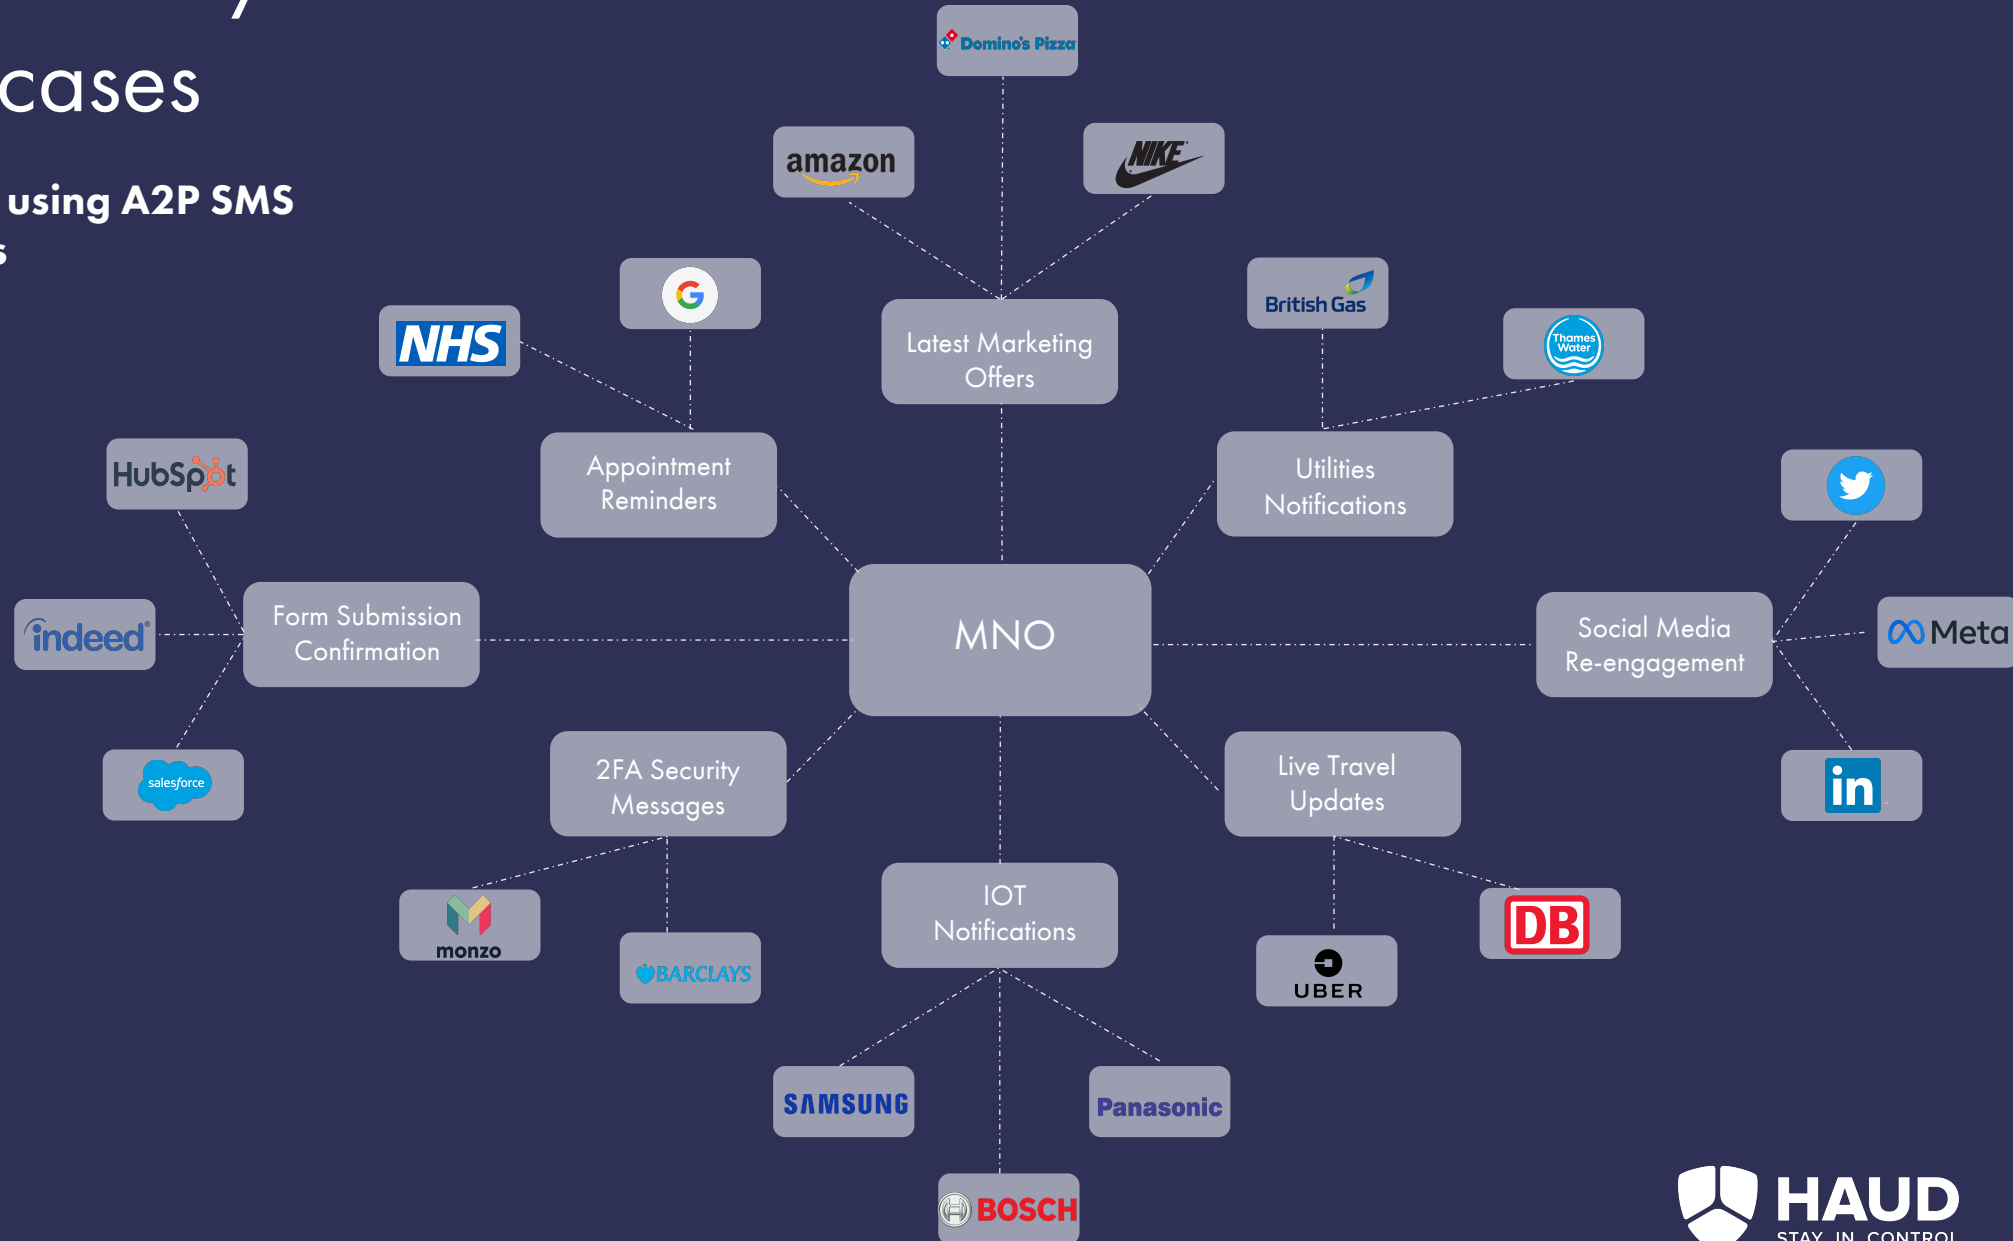 cases
using A2P SMS
s
Domino's Pizza
amazon
NIKE
G
NHS
British Gas
Thames
Water
Latest Marketing
Offers
Appointment
Reminders
Utilities
Notifications
HubSpot
indeed®
salesforce
Form Submission
Confirmation
MNO
Social Media
Re-engagement
Meta
in
2FA Security
Messages
Live Travel
Updates
IOT
Notifications
monzo
BARCLAYS
UBER
DB
SAMSUNG
Panasonic
BOSCH
HAUD
STAY IN CONTROL